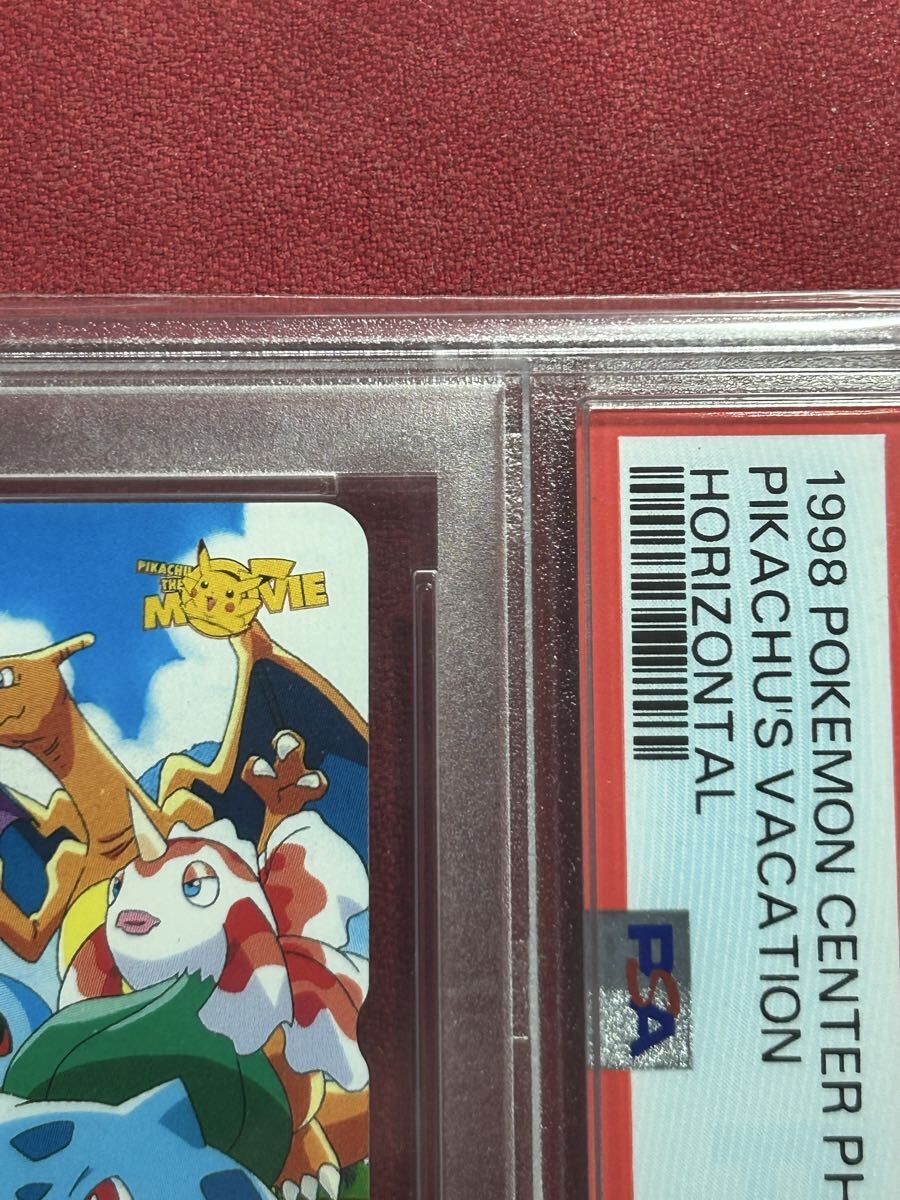 PIKACHU
THE
MOVIE
1998 POKEMON CENTER PH
PIKACHU'S VACATION
HORIZONTAL
PSA